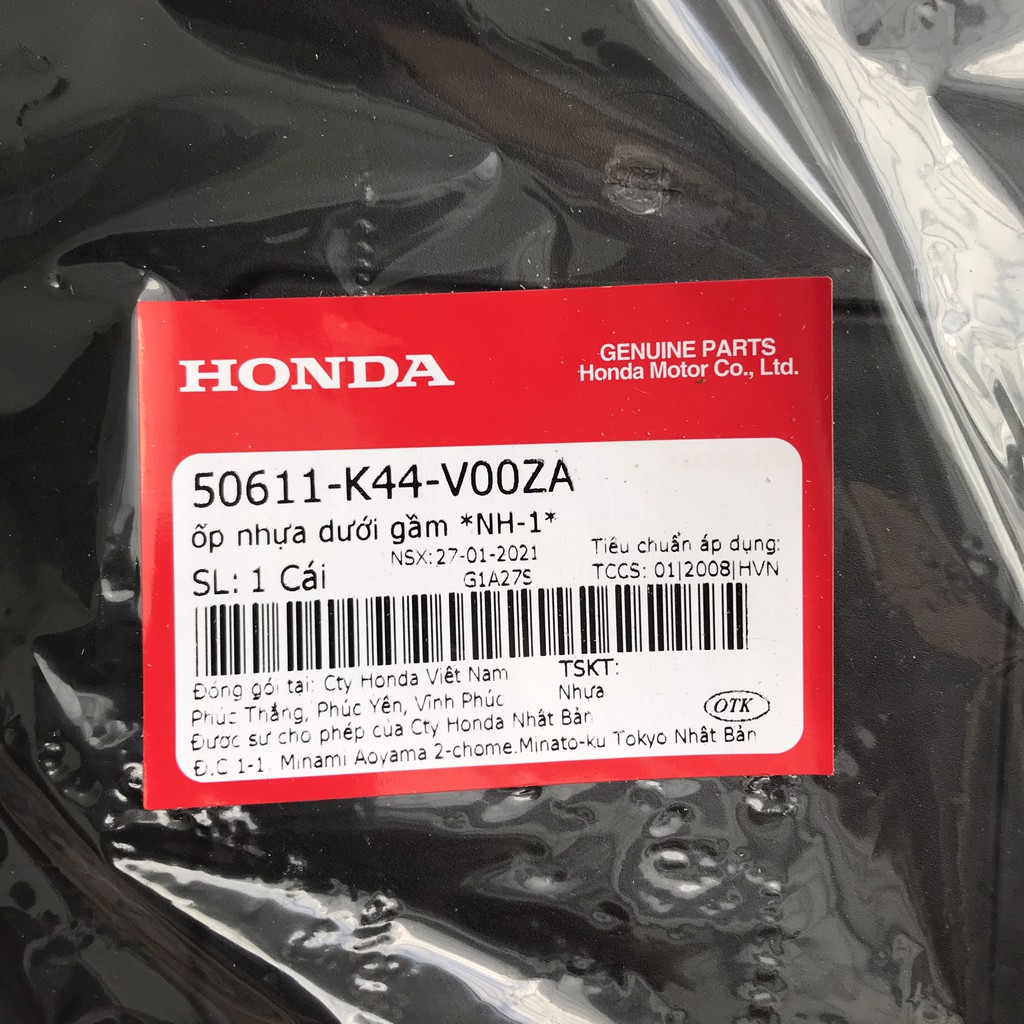 HONDA
GENUINE PARTS
Honda Motor Co., Ltd.
50611-K44-V00ZA
ốp nhựa dưới gầm *NH-1*
NSX: 27-01-2021
Tiêu chuẩn áp dụng:
SL: 1 Cái
G1A27S
TCCS: 01|2008|HVN
Đóng gói tại: Cty Honda Việt Nam
TSKT:
Phúc Thắng, Phúc Yên, Vĩnh Phúc
Nhựa
OTK
Được sự cho phép của Cty Honda Nhật Bản
Đ.C 1-1. Minami Aoyama 2-chome.Minato-ku Tokyo Nhật Bản